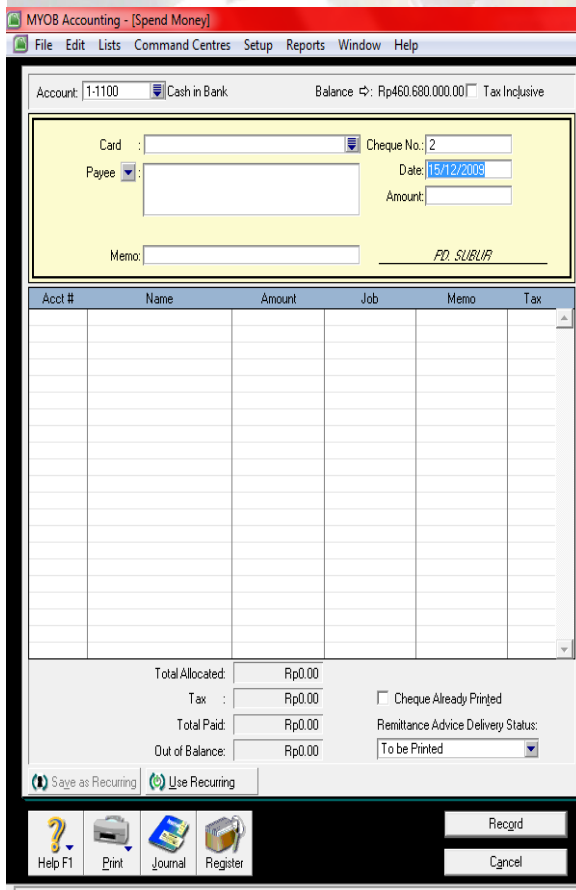 MYOB Accounting - [Spend Money]
File Edit Lists Command Centres Setup Reports Window Help
Account: 1-1100 Cash in Bank Balance ➪: Rp460.680.000.00 Tax Inclusive
Card : Cheque No.: 2
Payee : Date: 15/12/2009
Amount:
Memo: PD. SUBUR
Acct # Name Amount Job Memo Tax
Total Allocated: Rp0.00
Tax : Rp0.00 Cheque Already Printed
Total Paid: Rp0.00 Remittance Advice Delivery Status:
Out of Balance: Rp0.00 To be Printed
Save as Recurring Use Recurring
Help F1 Print Journal Register
Record
Cancel